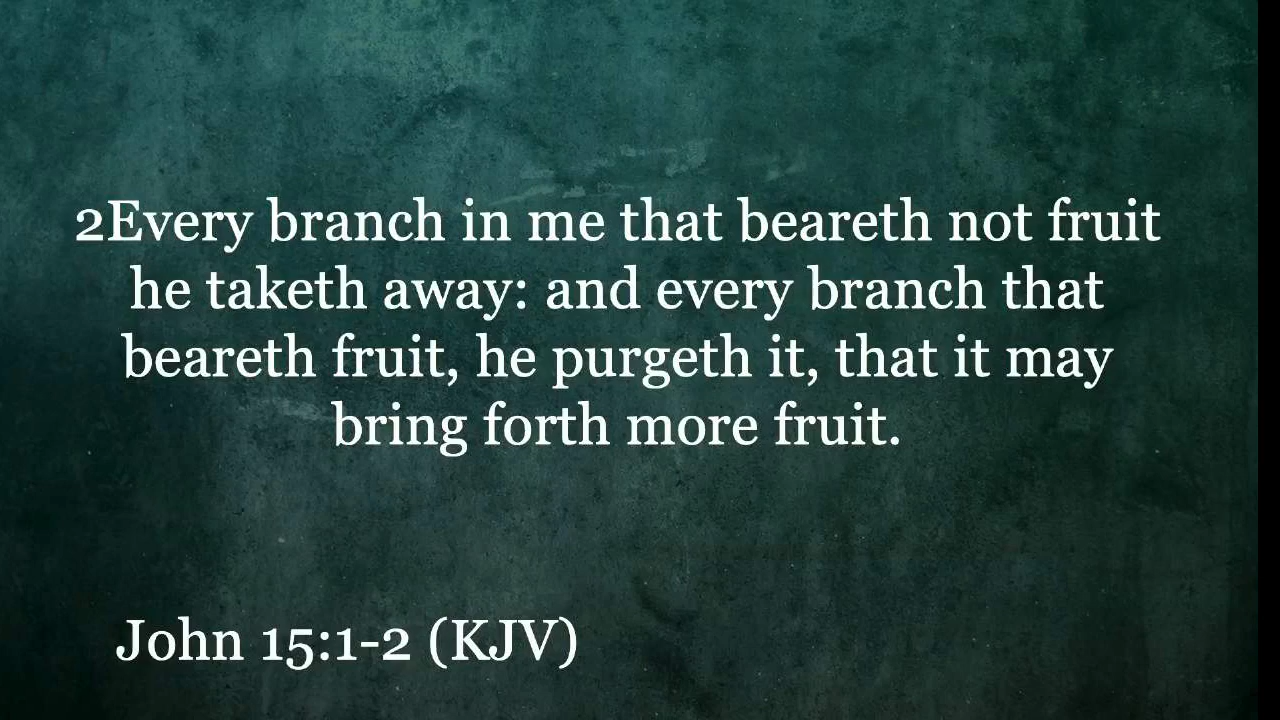 2Every branch in me that beareth not fruit
he taketh away: and every branch that
beareth fruit, he purgeth it, that it may
bring forth more fruit.
John 15:1-2 (KJV)